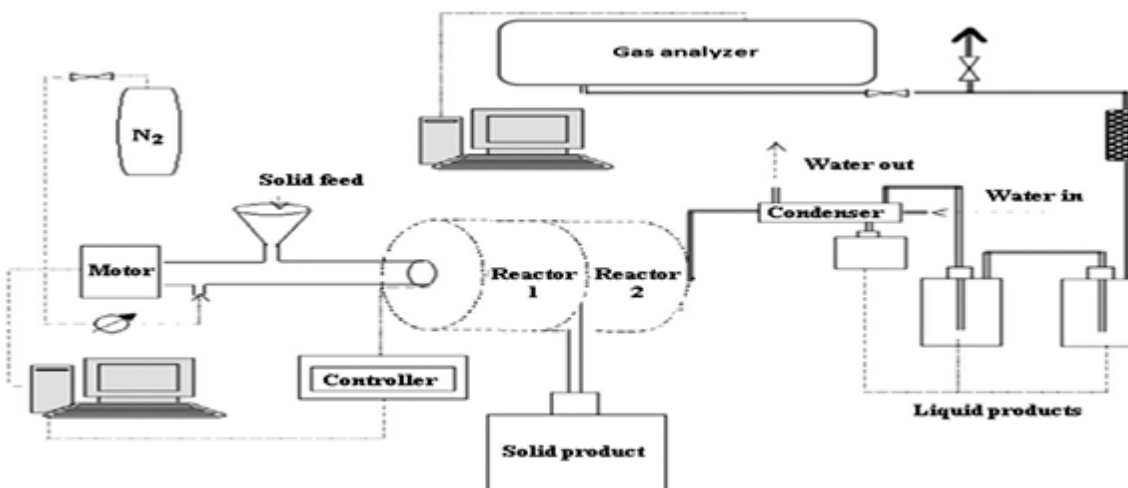 Gas analyzer
N₂
Solid feed
Water out
Water in
Condenser
Motor
Reactor
1
Reactor
2
Controller
Liquid products
Solid product